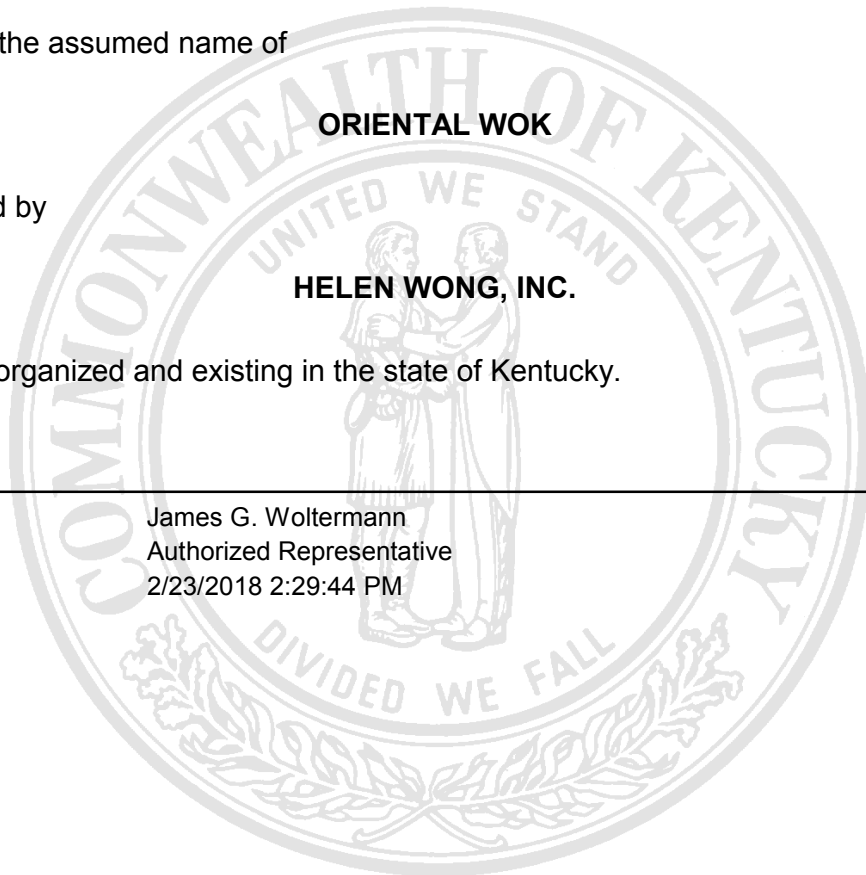 the assumed name of
ORIENTAL WOK
d by
HELEN WONG, INC.
organized and existing in the state of Kentucky.
James G. Woltermann
Authorized Representative
2/23/2018 2:29:44 PM
COMMONWEALTH OF KENTUCKY
UNITED WE STAND
DIVIDED WE FALL